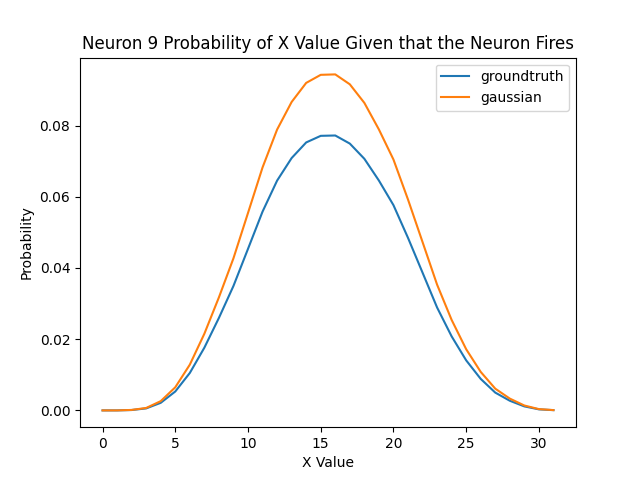 Neuron 9 Probability of X Value Given that the Neuron Fires
groundtruth
gaussian
Probability
0.08
0.06
0.04
0.02
0.00
0 5 10 15 20 25 30
X Value